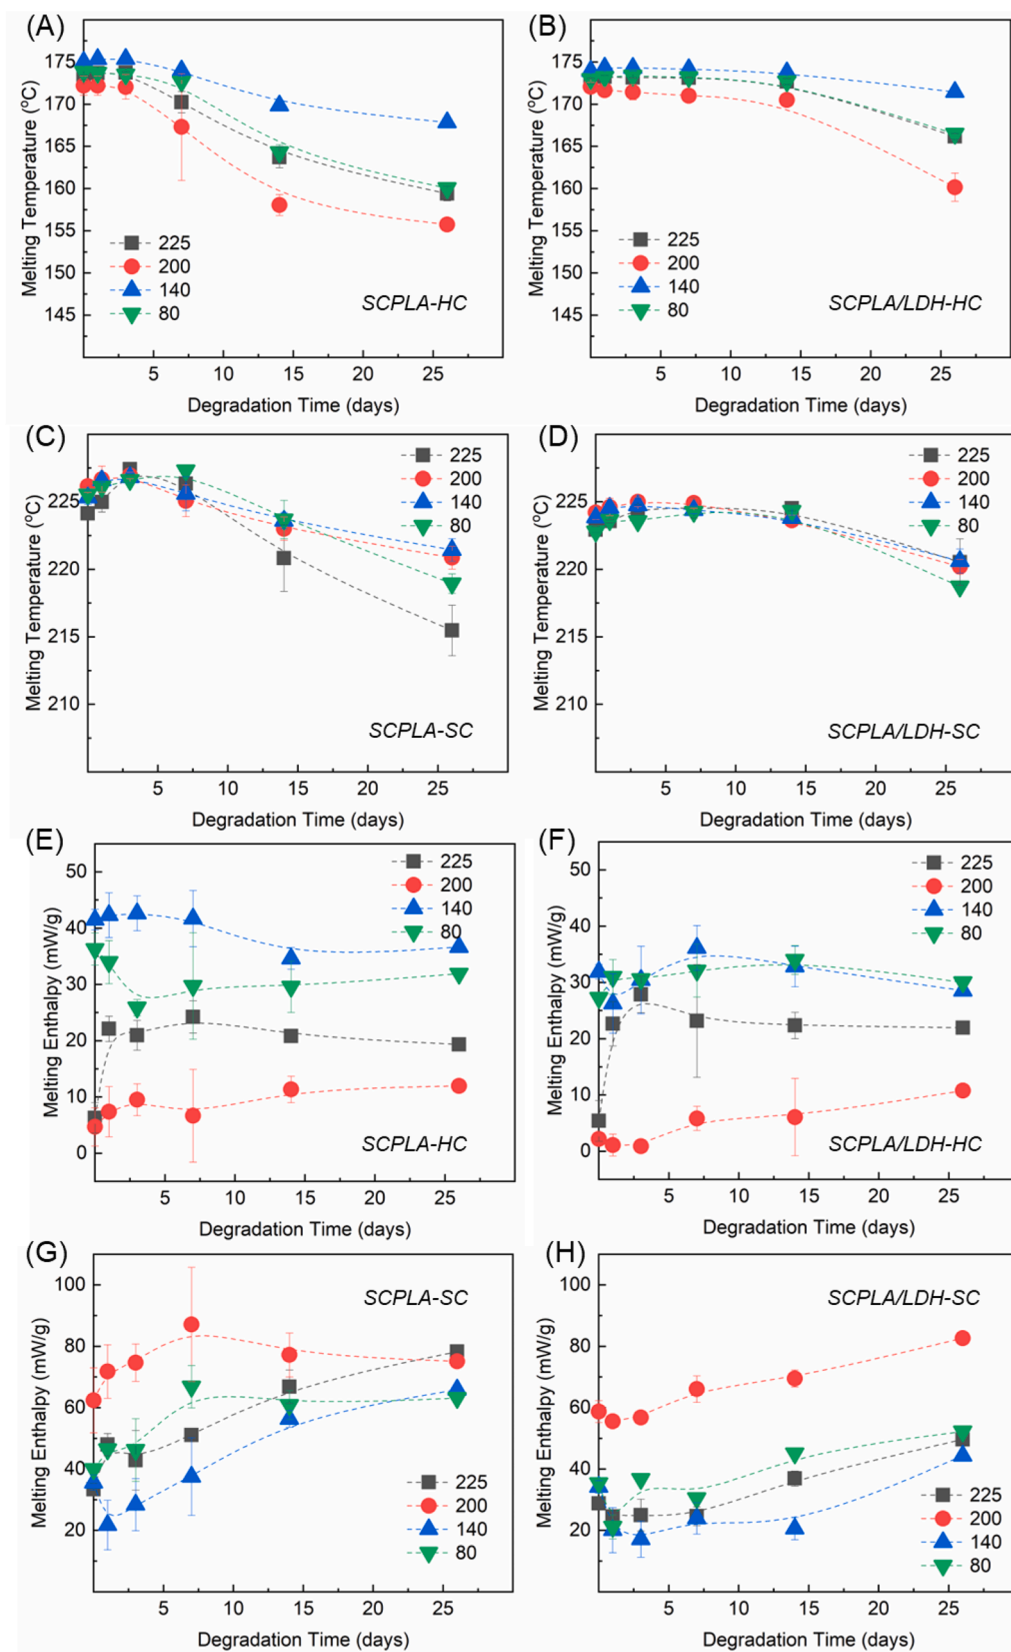 (A)
Melting Temperature (°C)
175
170
165
160
155
150
145
225
200
140
80
SCPLA-HC
5 10 15 20 25
Degradation Time (days)
(B)
Melting Temperature (°C)
175
170
165
160
155
150
145
225
200
140
80
SCPLA/LDH-HC
5 10 15 20 25
Degradation Time (days)
(C)
Melting Temperature (°C)
225
220
215
210
225
200
140
80
SCPLA-SC
5 10 15 20 25
Degradation Time (days)
(D)
Melting Temperature (°C)
225
220
215
210
225
200
140
80
SCPLA/LDH-SC
5 10 15 20 25
Degradation Time (days)
(E)
Melting Enthalpy (mW/g)
50
40
30
20
10
0
225
200
140
80
SCPLA-HC
5 10 15 20 25
Degradation Time (days)
(F)
Melting Enthalpy (mW/g)
50
40
30
20
10
0
225
200
140
80
SCPLA/LDH-HC
5 10 15 20 25
Degradation Time (days)
(G)
Melting Enthalpy (mW/g)
100
80
60
40
20
SCPLA-SC
225
200
140
80
5 10 15 20 25
Degradation Time (days)
(H)
Melting Enthalpy (mW/g)
100
80
60
40
20
SCPLA/LDH-SC
225
200
140
80
5 10 15 20 25
Degradation Time (days)